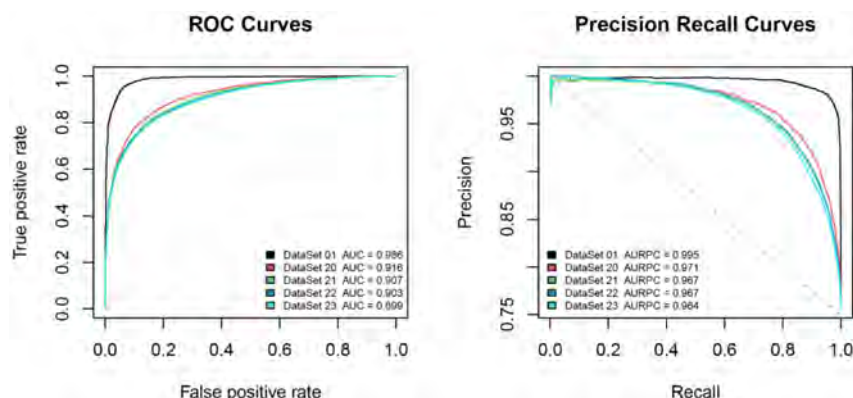 ROC Curves
True positive rate
1.0
0.8
0.6
0.4
0.2
0.0
DataSet 01 AUC = 0.986
DataSet 20 AUC = 0.916
DataSet 21 AUC = 0.907
DataSet 22 AUC = 0.903
DataSet 23 AUC = 0.899
0.0 0.2 0.4 0.6 0.8 1.0
False positive rate
Precision Recall Curves
Precision
0.95
0.85
0.75
DataSet 01 AURPC = 0.995
DataSet 20 AURPC = 0.971
DataSet 21 AURPC = 0.967
DataSet 22 AURPC = 0.967
DataSet 23 AURPC = 0.964
0.0 0.2 0.4 0.6 0.8 1.0
Recall